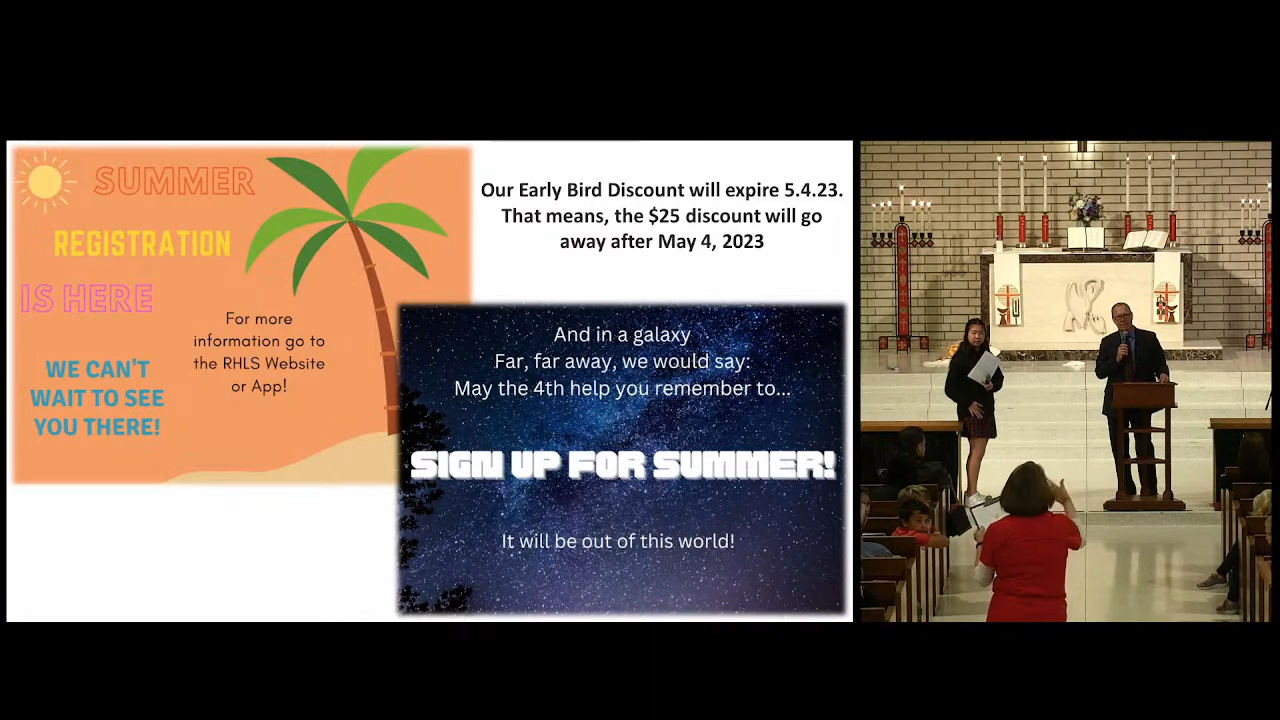 SUMMER
REGISTRATION
IS HERE
For more
information go to
the RHLS Website
or App!
WE CAN'T
WAIT TO SEE
YOU THERE!
Our Early Bird Discount will expire 5.4.23.
That means, the $25 discount will go
away after May 4, 2023
And in a galaxy
Far, far away, we would say:
May the 4th help you remember to...
SIGN UP FOR SUMMER!
It will be out of this world!